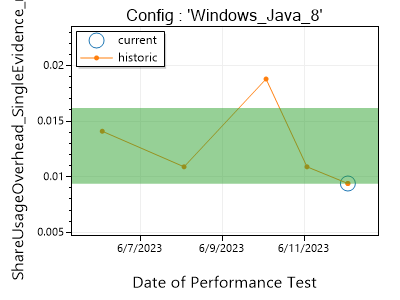 Config : 'Windows_Java_8'
ShareUsageOverhead_SingleEvidence_
current
historic
0.02
0.015
0.01
0.005
6/7/2023
6/9/2023
6/11/2023
Date of Performance Test